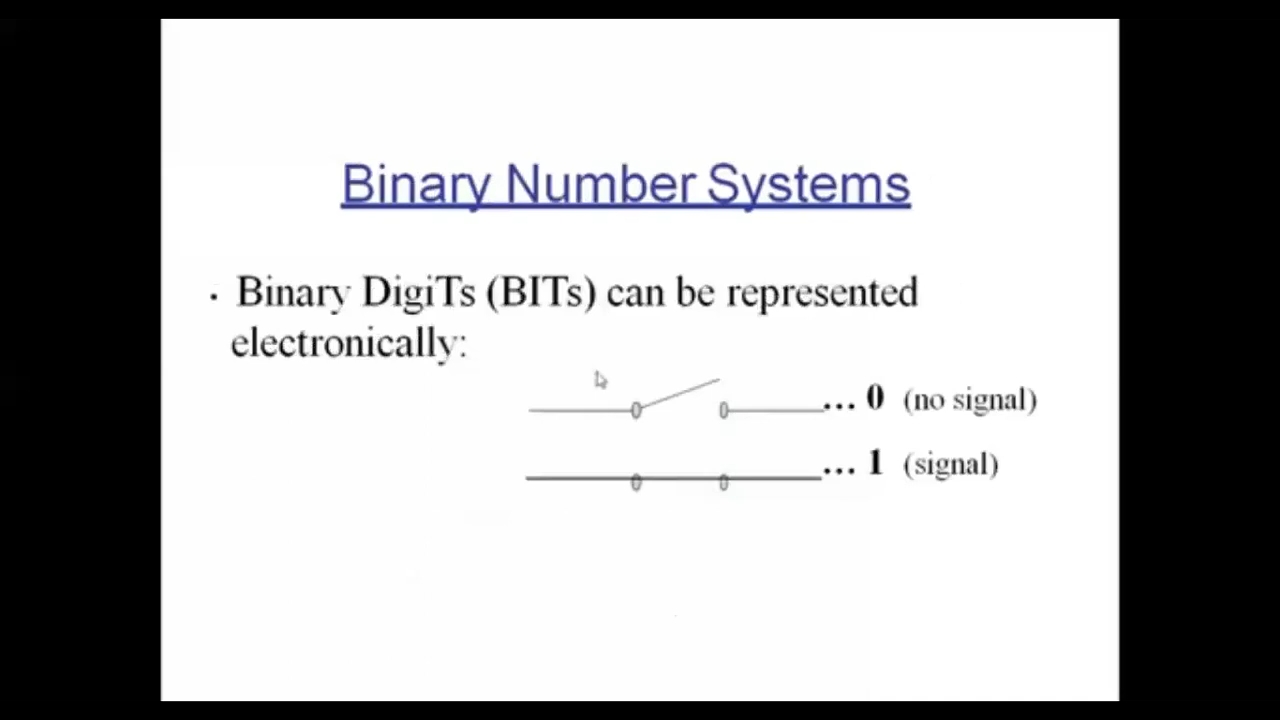 Binary Number Systems
· Binary DigiTs (BITs) can be represented
electronically:
... 0 (no signal)
... 1 (signal)